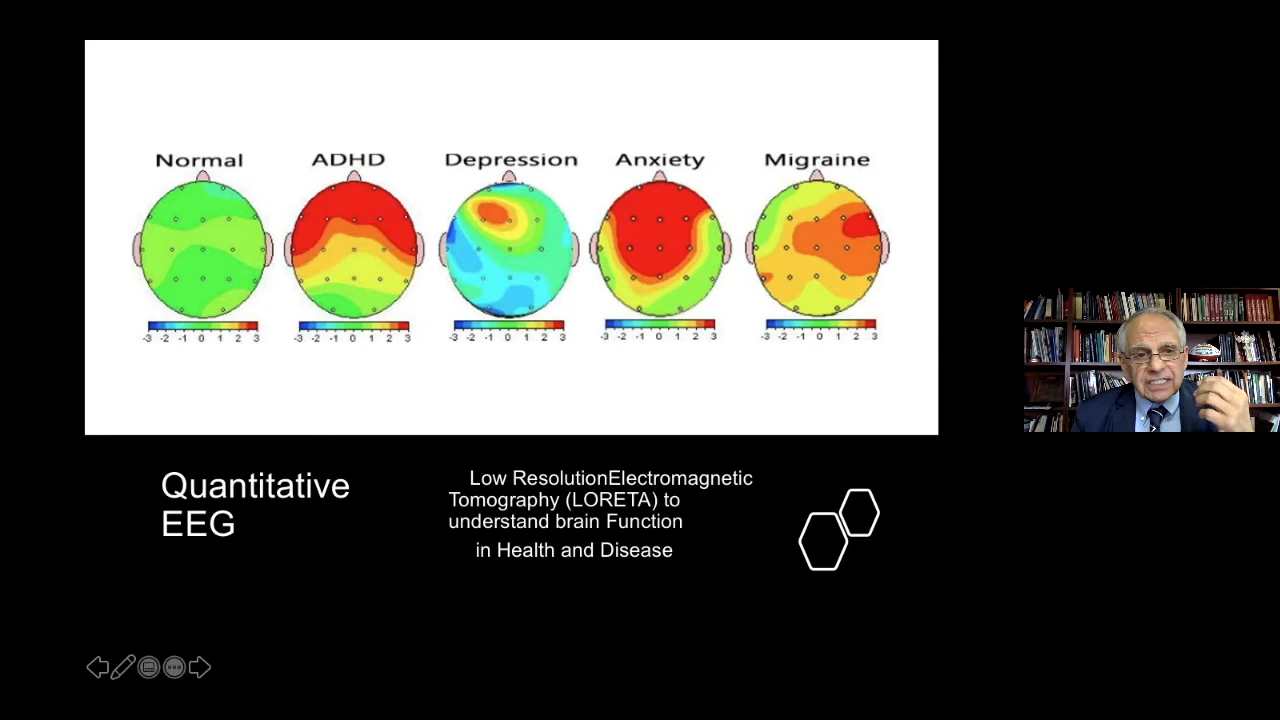 Normal
ADHD
Depression
Anxiety
Migraine
-3 -2 -1 0 1 2 3
-3 -2 -1 0 1 2 3
-3 -2 -1 0 1 2 3
-3 -2 -1 0 1 2 3
-3 -2 -1 0 1 2 3
Quantitative
EEG
Low ResolutionElectromagnetic
Tomography (LORETA) to
understand brain Function
in Health and Disease